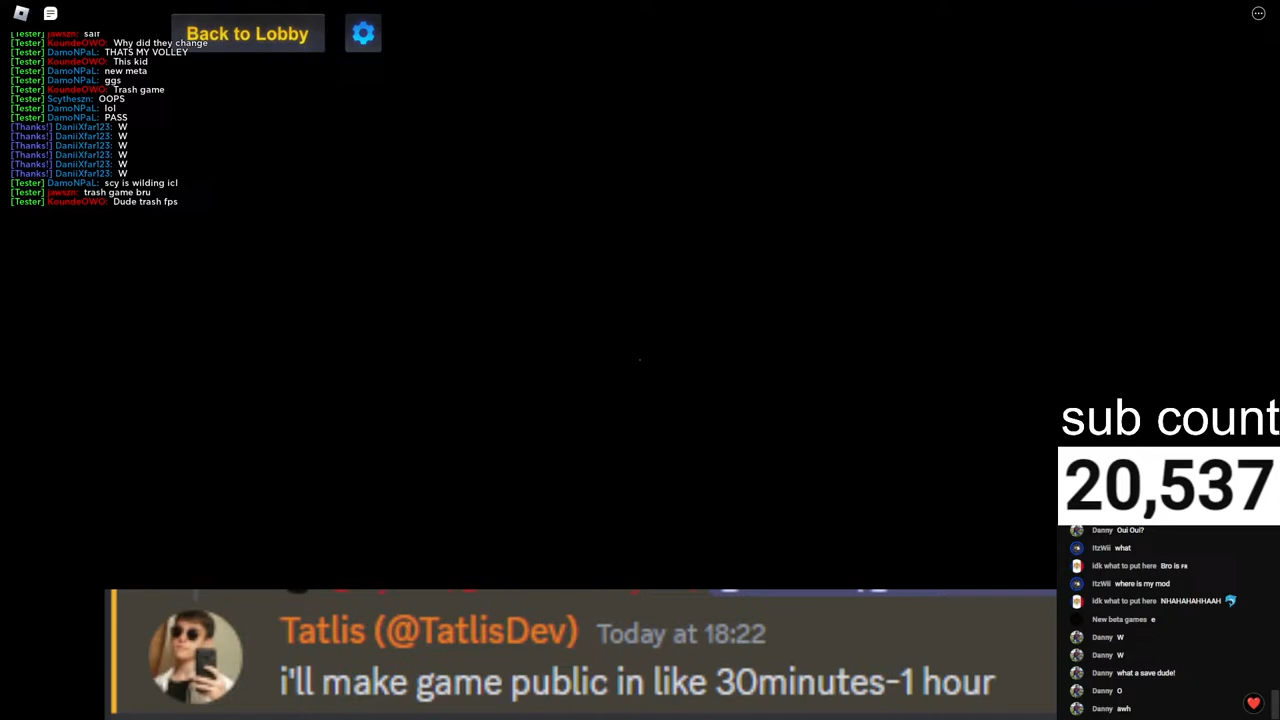 Back to Lobby
[Tester] jawszn: saif
[Tester] KoundeOWO: Why did they change
[Tester] DamoNPaL: THATS MY VOLLEY
[Tester] KoundeOWO: This kid
[Tester] DamoNPaL: new meta
[Tester] DamoNPaL: ggs
[Tester] KoundeOWO: Trash game
[Tester] Scytheszn: OOPS
[Tester] DamoNPaL: lol
[Tester] DamoNPaL: PASS
[Thanks!] DaniiXfar123: W
[Thanks!] DaniiXfar123: W
[Thanks!] DaniiXfar123: W
[Thanks!] DaniiXfar123: W
[Thanks!] DaniiXfar123: W
[Thanks!] DaniiXfar123: W
[Tester] DamoNPaL: scy is wilding icl
[Tester] jawszn: trash game bru
[Tester] KoundeOWO: Dude trash fps
sub count
20,537
Danny Oui Oui?
ItzWii what
idk what to put here Bro is FR
ItzWii where is my mod
idk what to put here NHAHAHAHHAAH
New beta games e
Danny W
Danny W
Danny what a save dude!
Danny O
Danny awh
Tatlis (@TatlisDev) Today at 18:22
i'll make game public in like 30minutes-1 hour